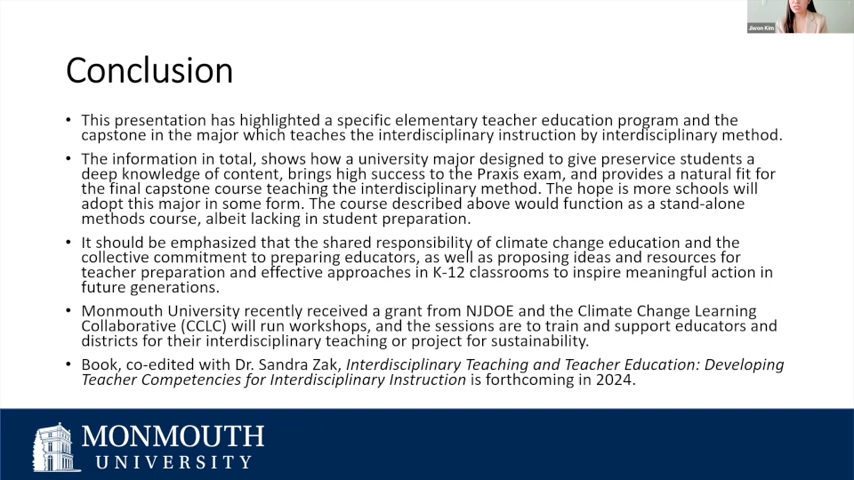 Jiwon Kim
Conclusion
• This presentation has highlighted a specific elementary teacher education program and the
capstone in the major which teaches the interdisciplinary instruction by interdisciplinary method.
• The information in total, shows how a university major designed to give preservice students a
deep knowledge of content, brings high success to the Praxis exam, and provides a natural fit for
the final capstone course teaching the interdisciplinary method. The hope is more schools will
adopt this major in some form. The course described above would function as a stand-alone
methods course, albeit lacking in student preparation.
• It should be emphasized that the shared responsibility of climate change education and the
collective commitment to preparing educators, as well as proposing ideas and resources for
teacher preparation and effective approaches in K-12 classrooms to inspire meaningful action in
future generations.
• Monmouth University recently received a grant from NJDOE and the Climate Change Learning
Collaborative (CCLC) will run workshops, and the sessions are to train and support educators and
districts for their interdisciplinary teaching or project for sustainability.
• Book, co-edited with Dr. Sandra Zak, Interdisciplinary Teaching and Teacher Education: Developing
Teacher Competencies for Interdisciplinary Instruction is forthcoming in 2024.
MONMOUTH
UNIVERSITY